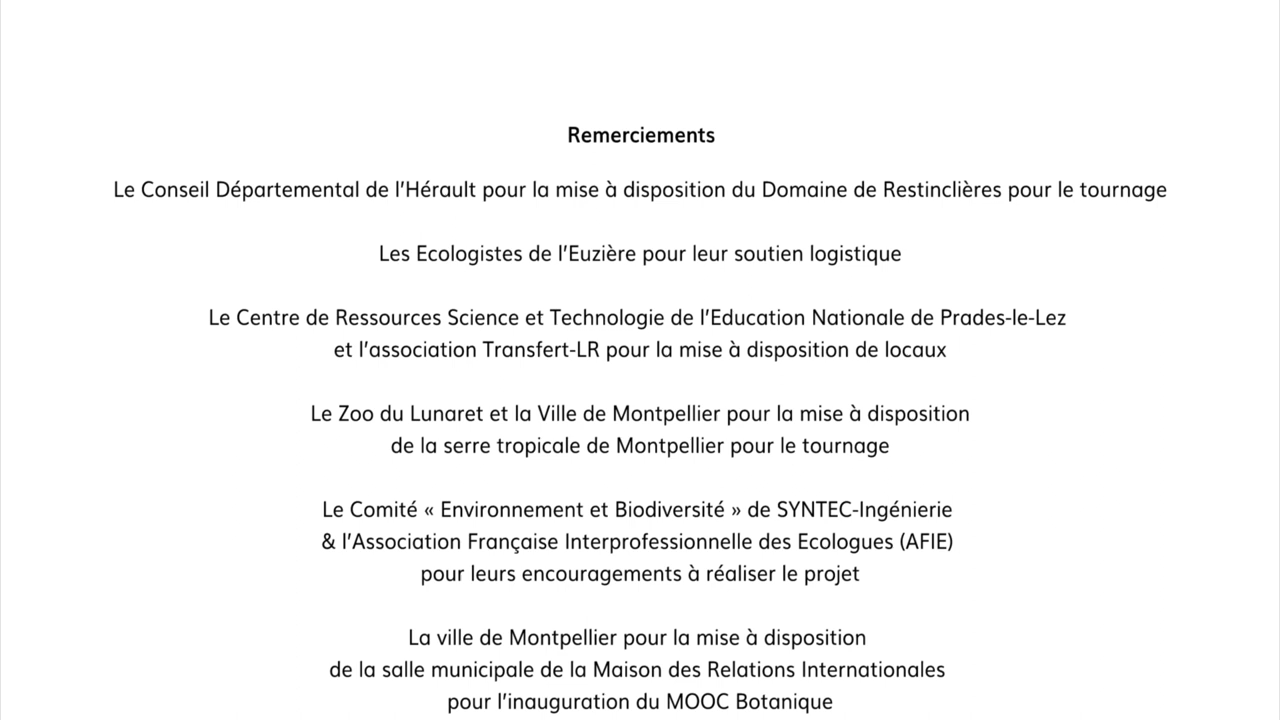 Remerciements
Le Conseil Départemental de l'Hérault pour la mise à disposition du Domaine de Restinclières pour le tournage
Les Ecologistes de l'Euzière pour leur soutien logistique
Le Centre de Ressources Science et Technologie de l'Education Nationale de Prades-le-Lez
et l'association Transfert-LR pour la mise à disposition de locaux
Le Zoo du Lunaret et la Ville de Montpellier pour la mise à disposition
de la serre tropicale de Montpellier pour le tournage
Le Comité « Environnement et Biodiversité » de SYNTEC-Ingénierie
& l'Association Française Interprofessionnelle des Ecologues (AFIE)
pour leurs encouragements à réaliser le projet
La ville de Montpellier pour la mise à disposition
de la salle municipale de la Maison des Relations Internationales
pour l'inauguration du MOOC Botanique